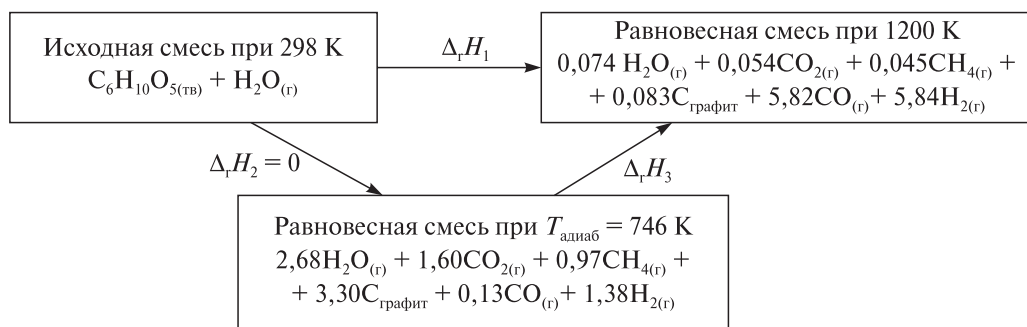 Исходная смесь при 298 K
C₆H₁₀O₅(тв) + H₂O(г)
ΔᵣH₁
Равновесная смесь при 1200 K
0,074 H₂O(г) + 0,054CO₂(г) + 0,045CH₄(г) +
+ 0,083Cграфит + 5,82CO(г) + 5,84H₂(г)
ΔᵣH₂ = 0
ΔᵣH₃
Равновесная смесь при Tадиаб = 746 K
2,68H₂O(г) + 1,60CO₂(г) + 0,97CH₄(г) +
+ 3,30Cграфит + 0,13CO(г) + 1,38H₂(г)